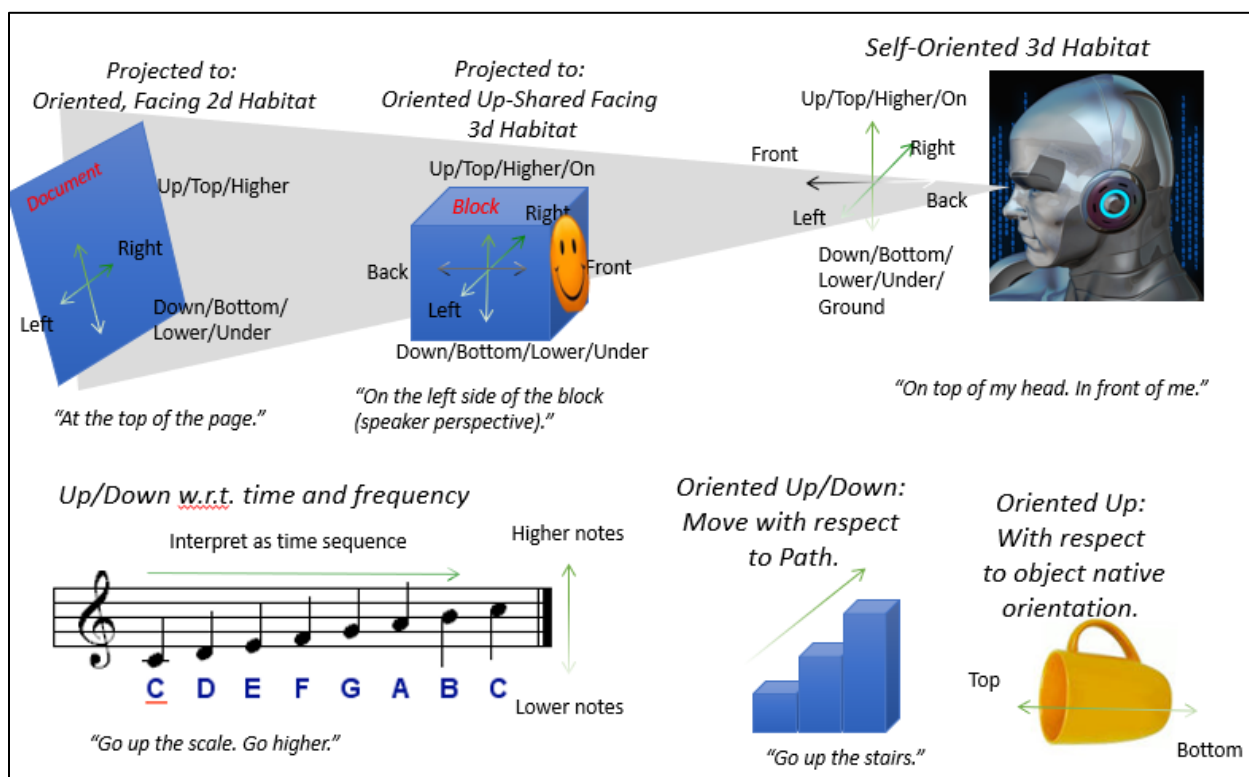 Projected to:
Oriented, Facing 2d Habitat
Document
Up/Top/Higher
Right
Left
Down/Bottom/
Lower/Under
"At the top of the page."
Projected to:
Oriented Up-Shared Facing
3d Habitat
Up/Top/Higher/On
Block
Right
Back
Front
Left
Down/Bottom/Lower/Under
"On the left side of the block
(speaker perspective)."
Self-Oriented 3d Habitat
Up/Top/Higher/On
Front
Right
Left
Back
Down/Bottom/
Lower/Under/
Ground
"On top of my head. In front of me."
Up/Down w.r.t. time and frequency
Interpret as time sequence
Higher notes
C D E F G A B C
Lower notes
"Go up the scale. Go higher."
Oriented Up/Down:
Move with respect
to Path.
"Go up the stairs."
Oriented Up:
With respect
to object native
orientation.
Top
Bottom